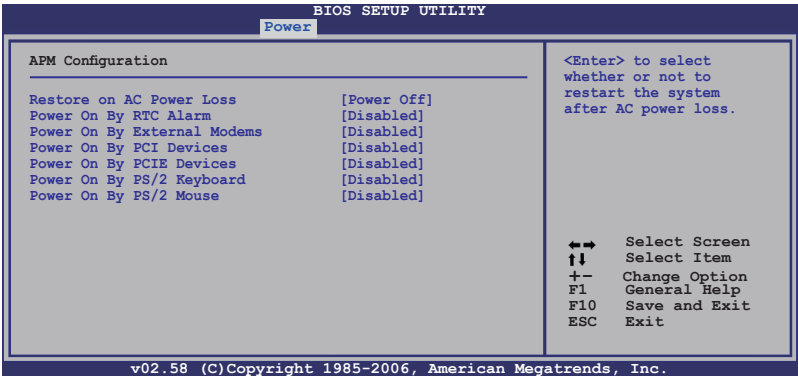 BIOS SETUP UTILITY
Power
APM Configuration
Restore on AC Power Loss [Power Off]
Power On By RTC Alarm [Disabled]
Power On By External Modems [Disabled]
Power On By PCI Devices [Disabled]
Power On By PCIE Devices [Disabled]
Power On By PS/2 Keyboard [Disabled]
Power On By PS/2 Mouse [Disabled]
<Enter> to select
whether or not to
restart the system
after AC power loss.
←→ Select Screen
↑↓ Select Item
+- Change Option
F1 General Help
F10 Save and Exit
ESC Exit
v02.58 (C)Copyright 1985-2006, American Megatrends, Inc.